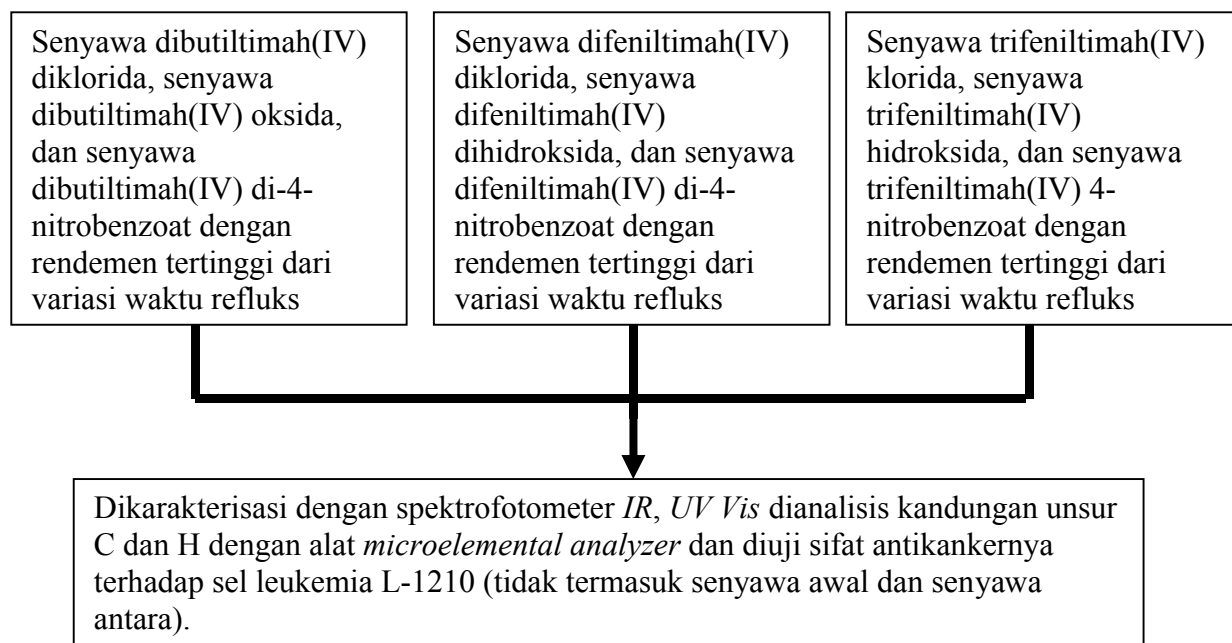 Senyawa dibutiltimah(IV)
diklorida, senyawa
dibutiltimah(IV) oksida,
dan senyawa
dibutiltimah(IV) di-4-
nitrobenzoat dengan
rendemen tertinggi dari
variasi waktu refluks
Senyawa difeniltimah(IV)
diklorida, senyawa
difeniltimah(IV)
dihidroksida, dan senyawa
difeniltimah(IV) di-4-
nitrobenzoat dengan
rendemen tertinggi dari
variasi waktu refluks
Senyawa trifeniltimah(IV)
klorida, senyawa
trifeniltimah(IV)
hidroksida, dan senyawa
trifeniltimah(IV) 4-
nitrobenzoat dengan
rendemen tertinggi dari
variasi waktu refluks
Dikarakterisasi dengan spektrofotometer IR, UV Vis dianalisis kandungan unsur
C dan H dengan alat microelemental analyzer dan diuji sifat antikankernya
terhadap sel leukemia L-1210 (tidak termasuk senyawa awal dan senyawa
antara).